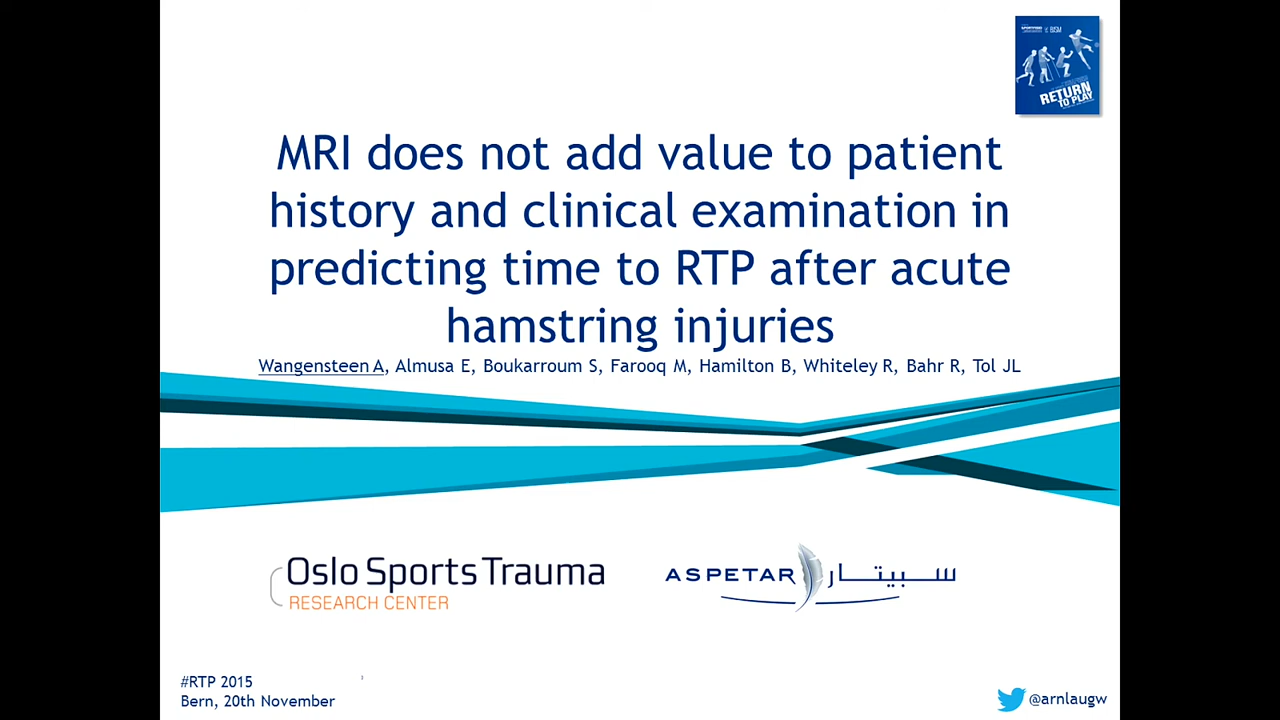 RETURN
TO PLAY
MRI does not add value to patient
history and clinical examination in
predicting time to RTP after acute
hamstring injuries
Wangensteen A, Almusa E, Boukarroum S, Farooq M, Hamilton B, Whiteley R, Bahr R, Tol JL
Oslo Sports Trauma
RESEARCH CENTER
ASPETAR سبيتار
#RTP 2015
Bern, 20th November
@arnlaugw